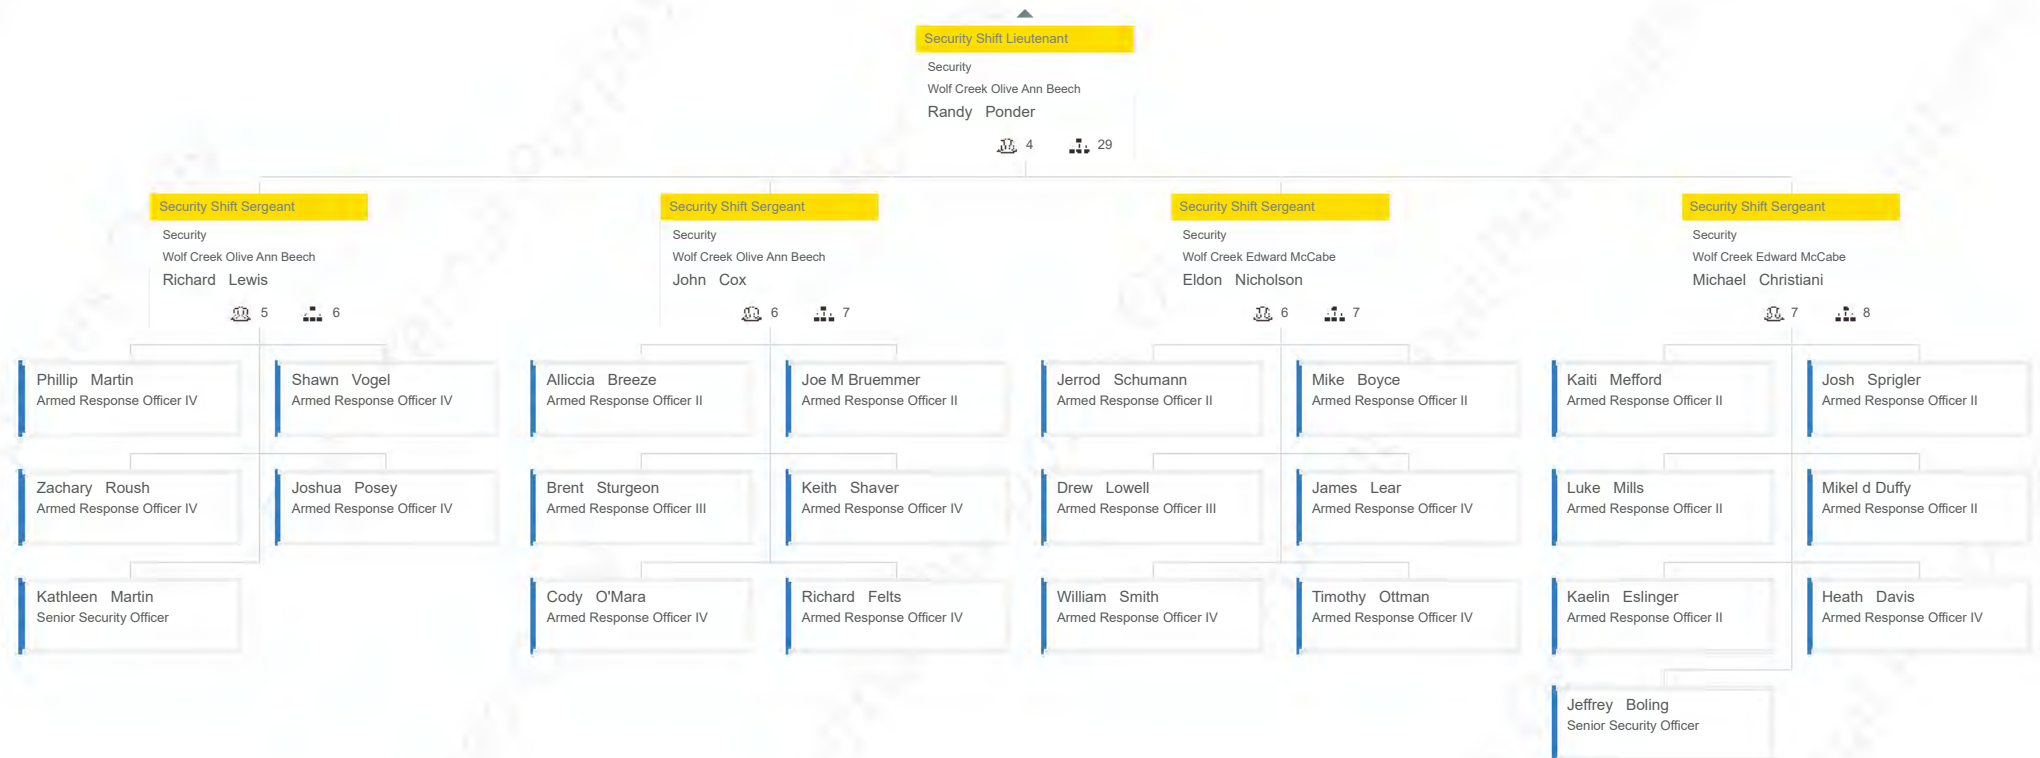 Security Shift Lieutenant
Security
Wolf Creek Olive Ann Beech
Randy Ponder
4 29
Security Shift Sergeant
Security
Wolf Creek Olive Ann Beech
Richard Lewis
5 6
Phillip Martin
Armed Response Officer IV
Shawn Vogel
Armed Response Officer IV
Zachary Roush
Armed Response Officer IV
Joshua Posey
Armed Response Officer IV
Kathleen Martin
Senior Security Officer
Security Shift Sergeant
Security
Wolf Creek Olive Ann Beech
John Cox
6 7
Alliccia Breeze
Armed Response Officer II
Joe M Bruemmer
Armed Response Officer II
Brent Sturgeon
Armed Response Officer III
Keith Shaver
Armed Response Officer IV
Cody O'Mara
Armed Response Officer IV
Richard Felts
Armed Response Officer IV
Security Shift Sergeant
Security
Wolf Creek Edward McCabe
Eldon Nicholson
6 7
Jerrod Schumann
Armed Response Officer II
Mike Boyce
Armed Response Officer II
Drew Lowell
Armed Response Officer III
James Lear
Armed Response Officer IV
William Smith
Armed Response Officer IV
Timothy Ottman
Armed Response Officer IV
Security Shift Sergeant
Security
Wolf Creek Edward McCabe
Michael Christiani
7 8
Kaiti Mefford
Armed Response Officer II
Josh Sprigler
Armed Response Officer II
Luke Mills
Armed Response Officer II
Mikel d Duffy
Armed Response Officer II
Kaelin Eslinger
Armed Response Officer II
Heath Davis
Armed Response Officer IV
Jeffrey Boling
Senior Security Officer